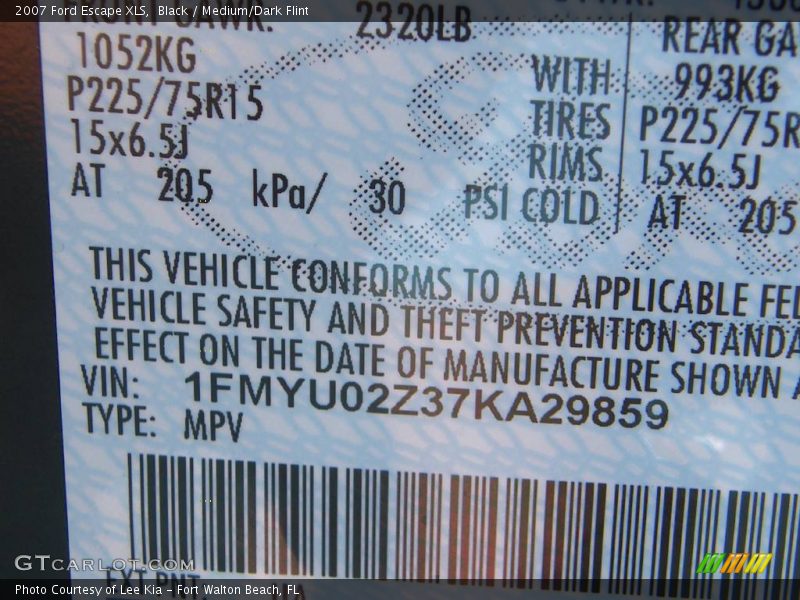 2007 Ford Escape XLS, Black / Medium/Dark Flint
2320LB
1052KG
P225/75R15
15x6.5J
AT 205 kPa/ 30 PSI COLD
WITH
TIRES
RIMS
REAR GA
993KG
P225/75R
15x6.5J
AT 205
THIS VEHICLE CONFORMS TO ALL APPLICABLE FE
VEHICLE SAFETY AND THEFT PREVENTION STANDA
EFFECT ON THE DATE OF MANUFACTURE SHOWN A
VIN: 1FMYU02Z37KA29859
TYPE: MPV
EXT PNT:
GTcarlot.com
Photo Courtesy of Lee Kia - Fort Walton Beach, FL